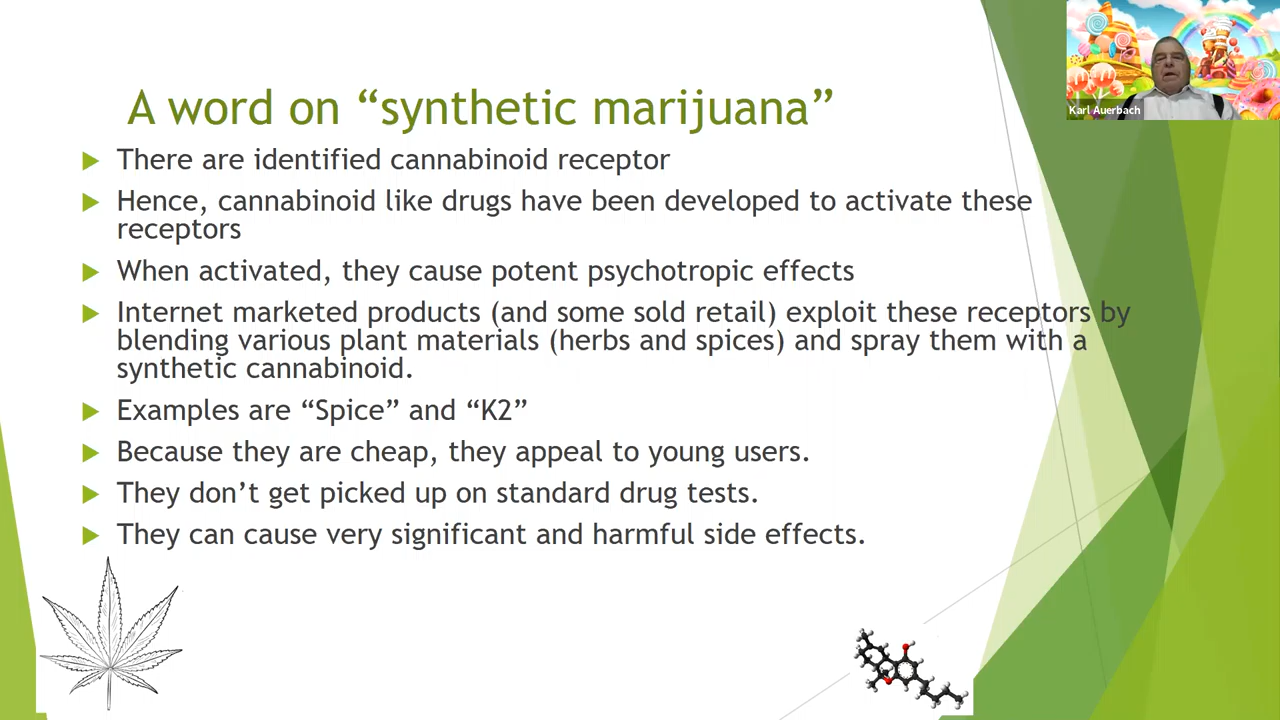 Karl Auerbach
A word on “synthetic marijuana”
There are identified cannabinoid receptor
Hence, cannabinoid like drugs have been developed to activate these
receptors
When activated, they cause potent psychotropic effects
Internet marketed products (and some sold retail) exploit these receptors by
blending various plant materials (herbs and spices) and spray them with a
synthetic cannabinoid.
Examples are “Spice” and “K2”
Because they are cheap, they appeal to young users.
They don’t get picked up on standard drug tests.
They can cause very significant and harmful side effects.